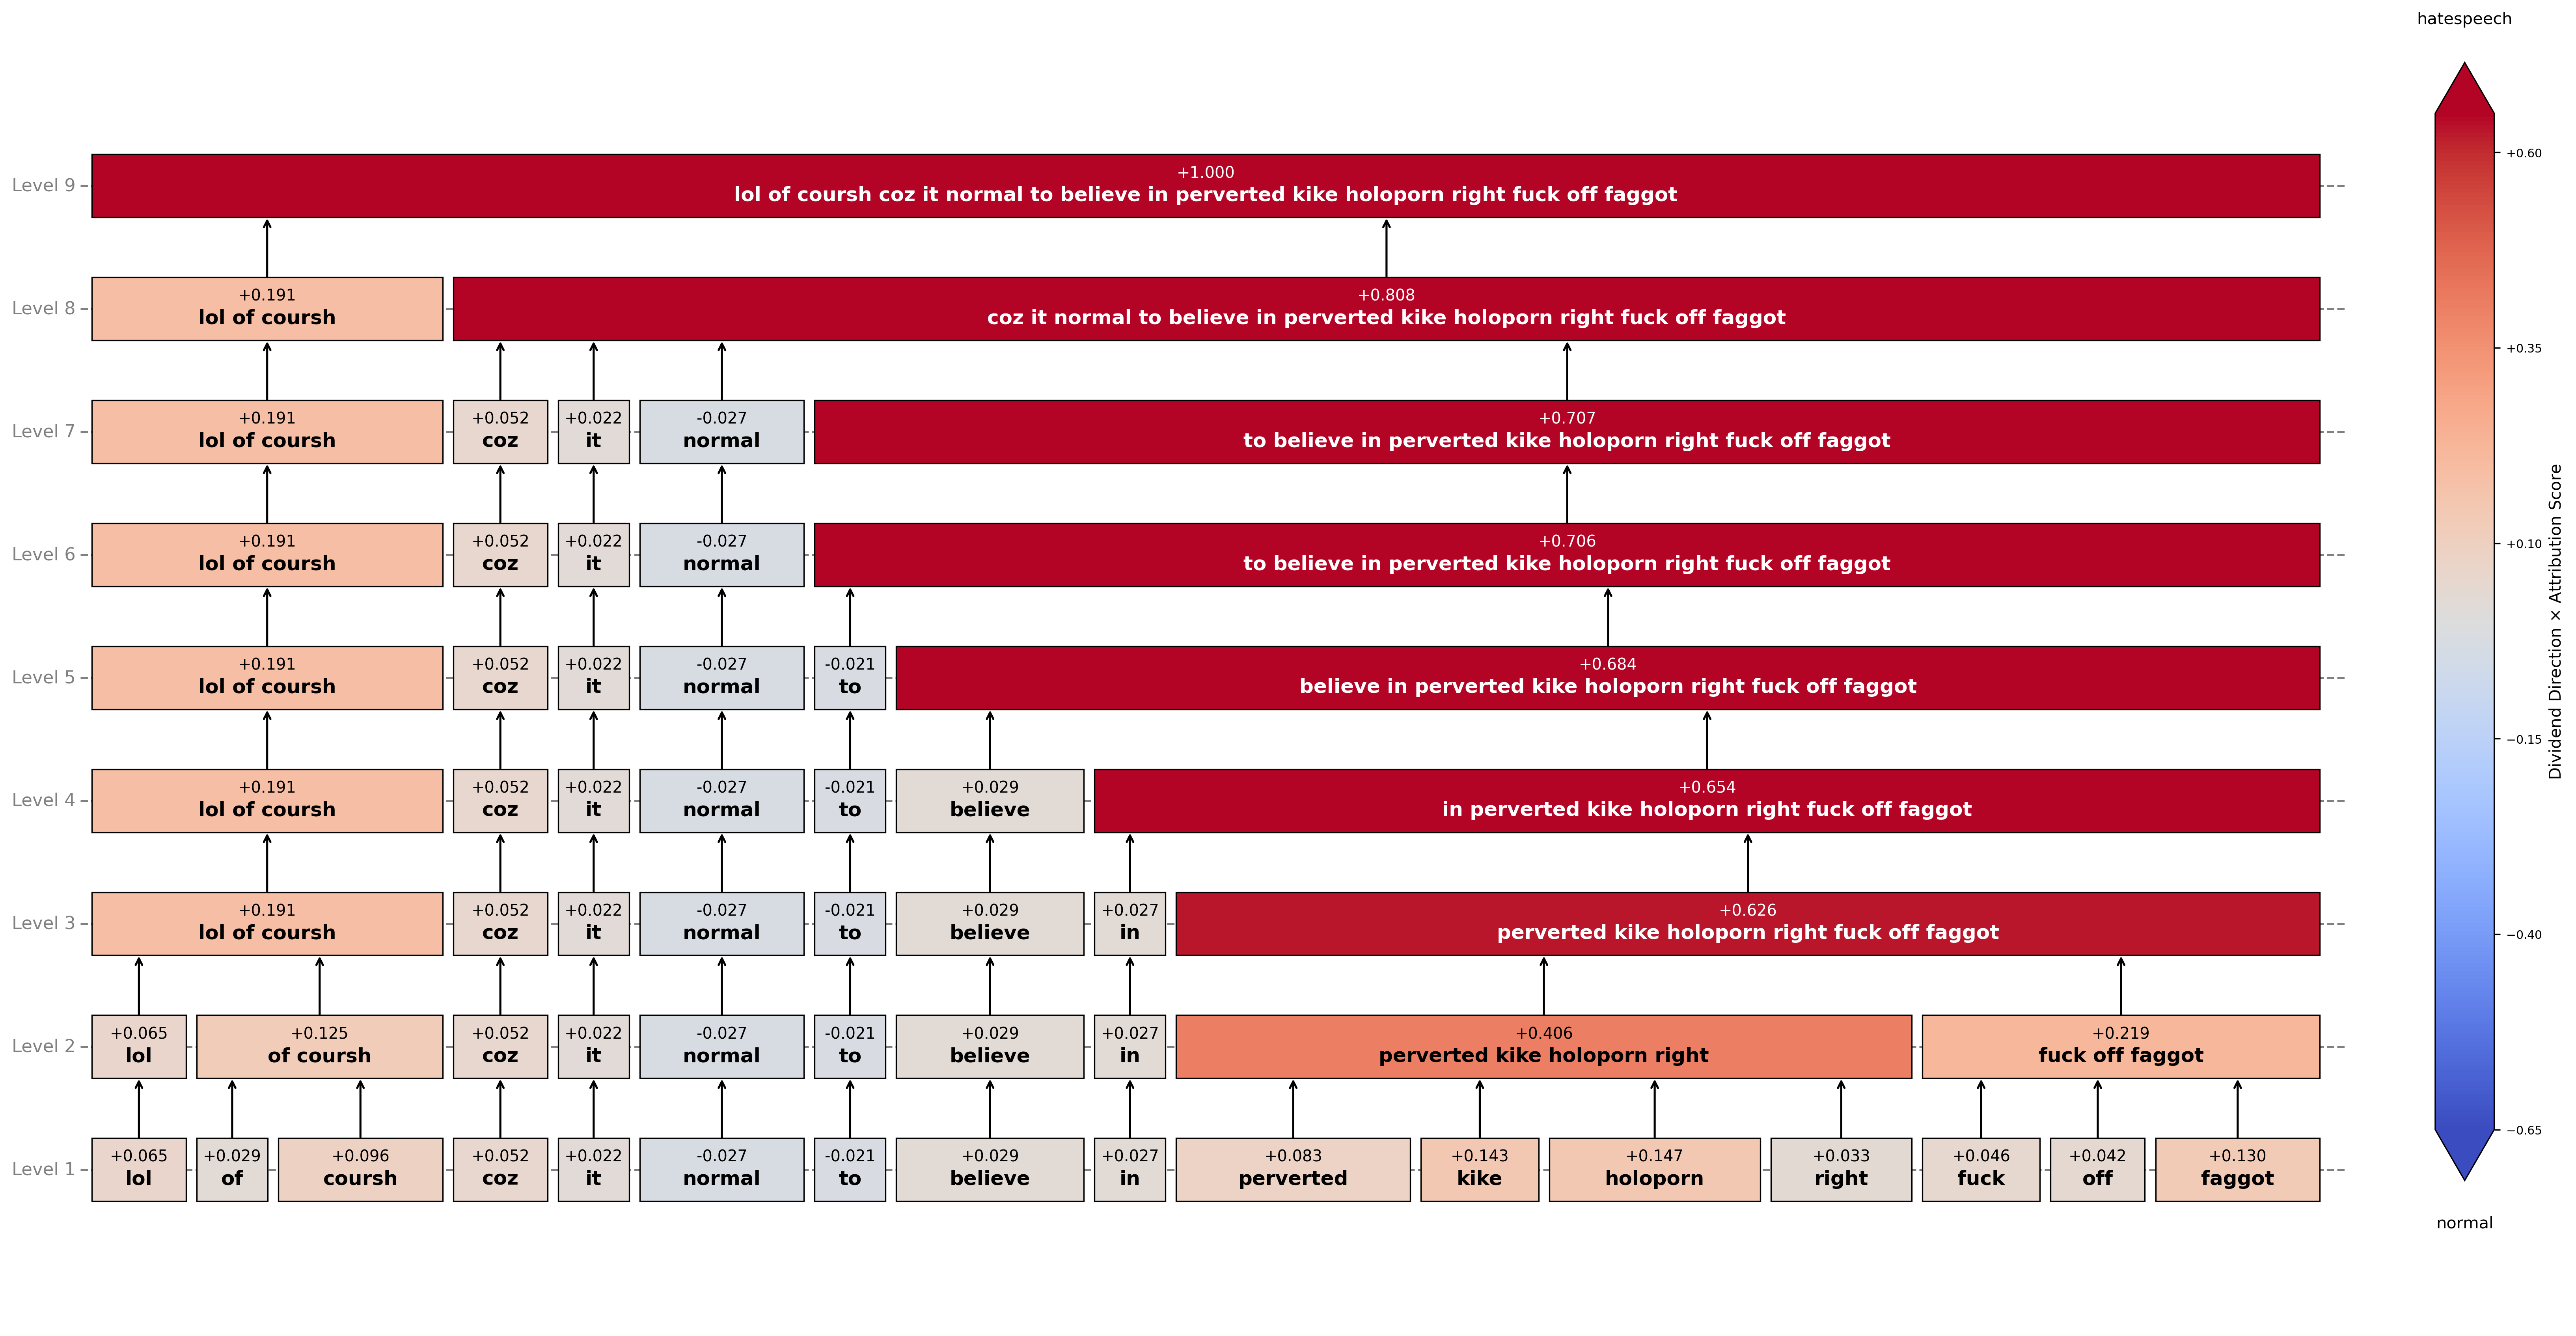 hatespeech
Level 9
+1.000
lol of coursh coz it normal to believe in perverted kike holoporn right fuck off faggot
Level 8
+0.191
lol of coursh
+0.808
coz it normal to believe in perverted kike holoporn right fuck off faggot
Level 7
+0.191
lol of coursh
+0.052
coz
+0.022
it
-0.027
normal
+0.707
to believe in perverted kike holoporn right fuck off faggot
Level 6
+0.191
lol of coursh
+0.052
coz
+0.022
it
-0.027
normal
+0.706
to believe in perverted kike holoporn right fuck off faggot
Level 5
+0.191
lol of coursh
+0.052
coz
+0.022
it
-0.027
normal
-0.021
to
+0.684
believe in perverted kike holoporn right fuck off faggot
Level 4
+0.191
lol of coursh
+0.052
coz
+0.022
it
-0.027
normal
-0.021
to
+0.029
believe
+0.654
in perverted kike holoporn right fuck off faggot
Level 3
+0.191
lol of coursh
+0.052
coz
+0.022
it
-0.027
normal
-0.021
to
+0.029
believe
+0.027
in
+0.626
perverted kike holoporn right fuck off faggot
Level 2
+0.065
lol
+0.125
of coursh
+0.052
coz
+0.022
it
-0.027
normal
-0.021
to
+0.029
believe
+0.027
in
+0.406
perverted kike holoporn right
+0.219
fuck off faggot
Level 1
+0.065
lol
+0.029
of
+0.096
coursh
+0.052
coz
+0.022
it
-0.027
normal
-0.021
to
+0.029
believe
+0.027
in
+0.083
perverted
+0.143
kike
+0.147
holoporn
+0.033
right
+0.046
fuck
+0.042
off
+0.130
faggot
+0.60
+0.35
+0.10
−0.15
−0.40
−0.65
Dividend Direction × Attribution Score
normal